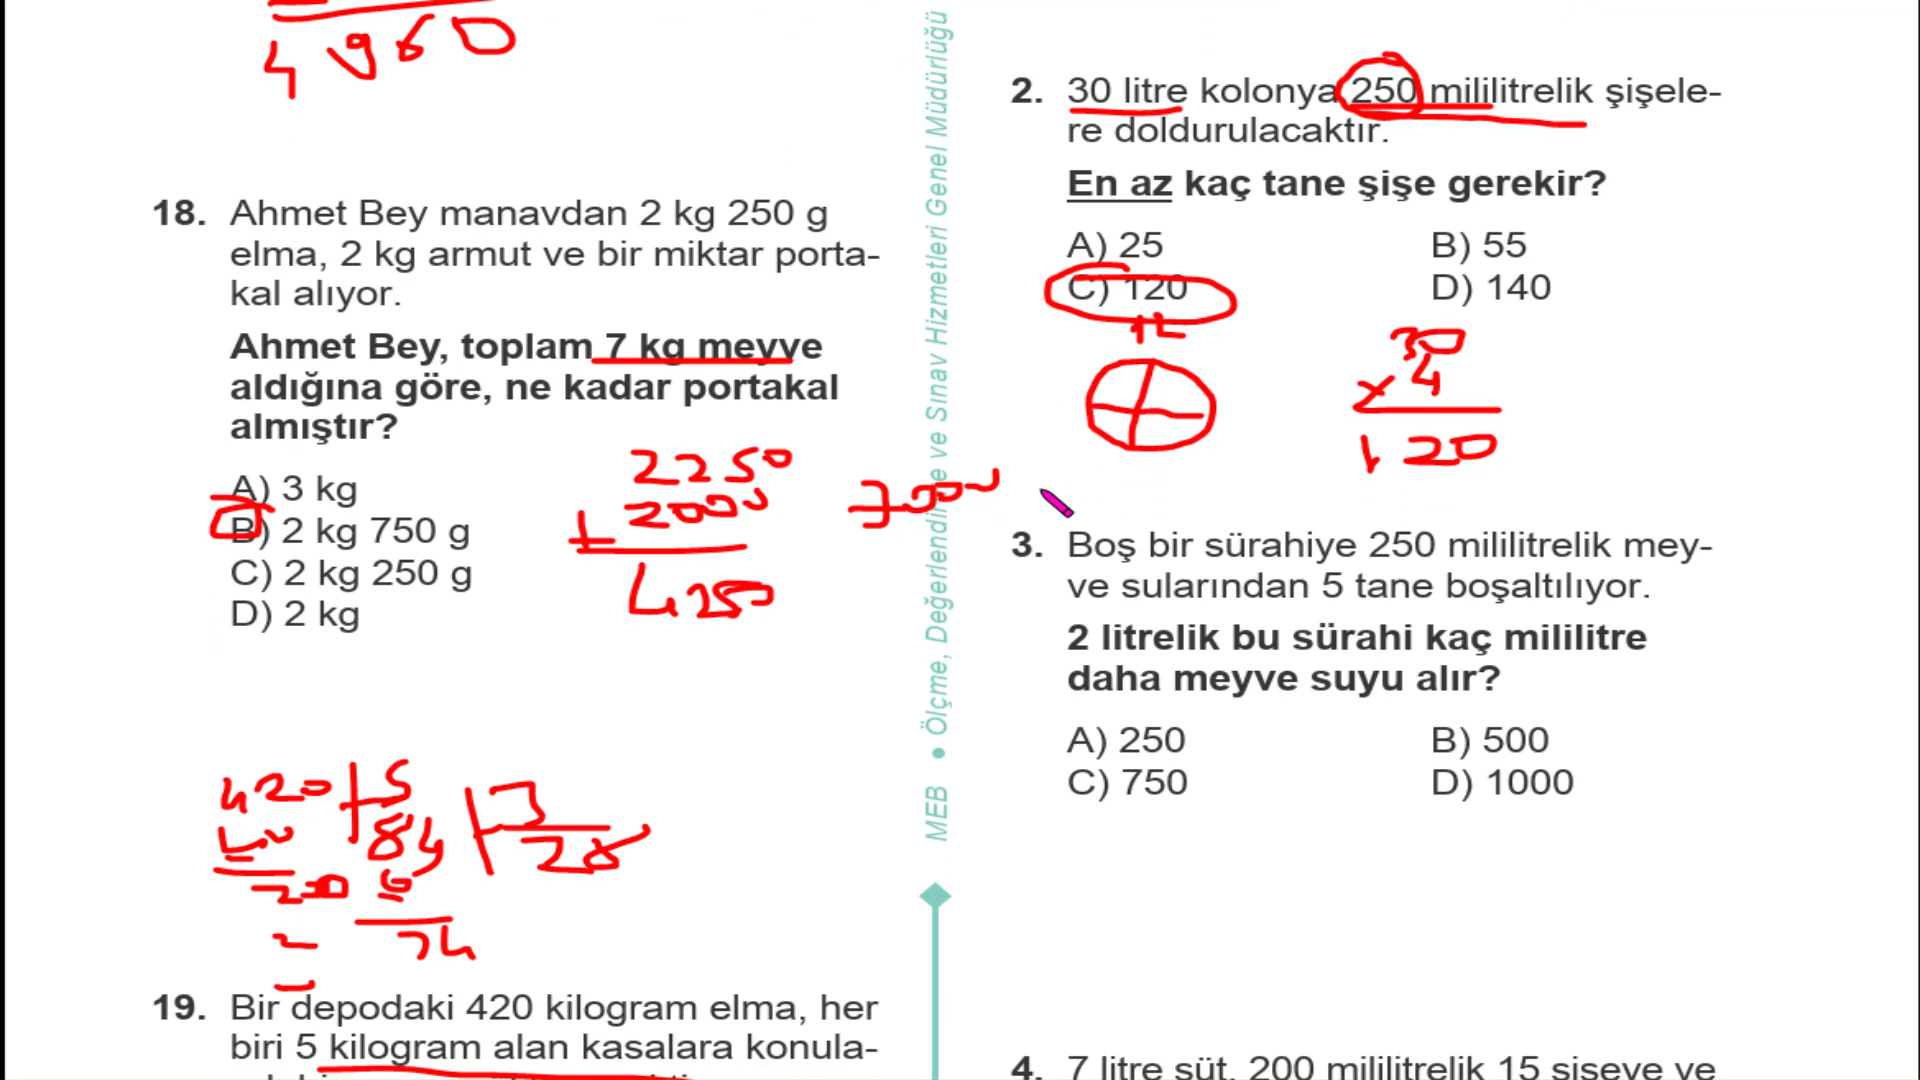 4 960
18. Ahmet Bey manavdan 2 kg 250 g
elma, 2 kg armut ve bir miktar porta-
kal alıyor.
Ahmet Bey, toplam 7 kg meyve
aldığına göre, ne kadar portakal
almıştır?
A) 3 kg
B) 2 kg 750 g
C) 2 kg 250 g
D) 2 kg
2250
+ 2000
4250
7000
420 5
84
3
28
20
19. Bir depodaki 420 kilogram elma, her
biri 5 kilogram alan kasalara konula-
MEB ● Ölçme, Değerlendirme ve Sınav Hizmetleri Genel Müdürlüğü
2. 30 litre kolonya 250 mililitrelik şişele-
re doldurulacaktır.
En az kaç tane şişe gerekir?
A) 25 B) 55
C) 120 D) 140
30
x 4
120
3. Boş bir sürahiye 250 mililitrelik mey-
ve sularından 5 tane boşaltılıyor.
2 litrelik bu sürahi kaç mililitre
daha meyve suyu alır?
A) 250 B) 500
C) 750 D) 1000
4. 7 litre süt, 200 mililitrelik 15 şişeye ve